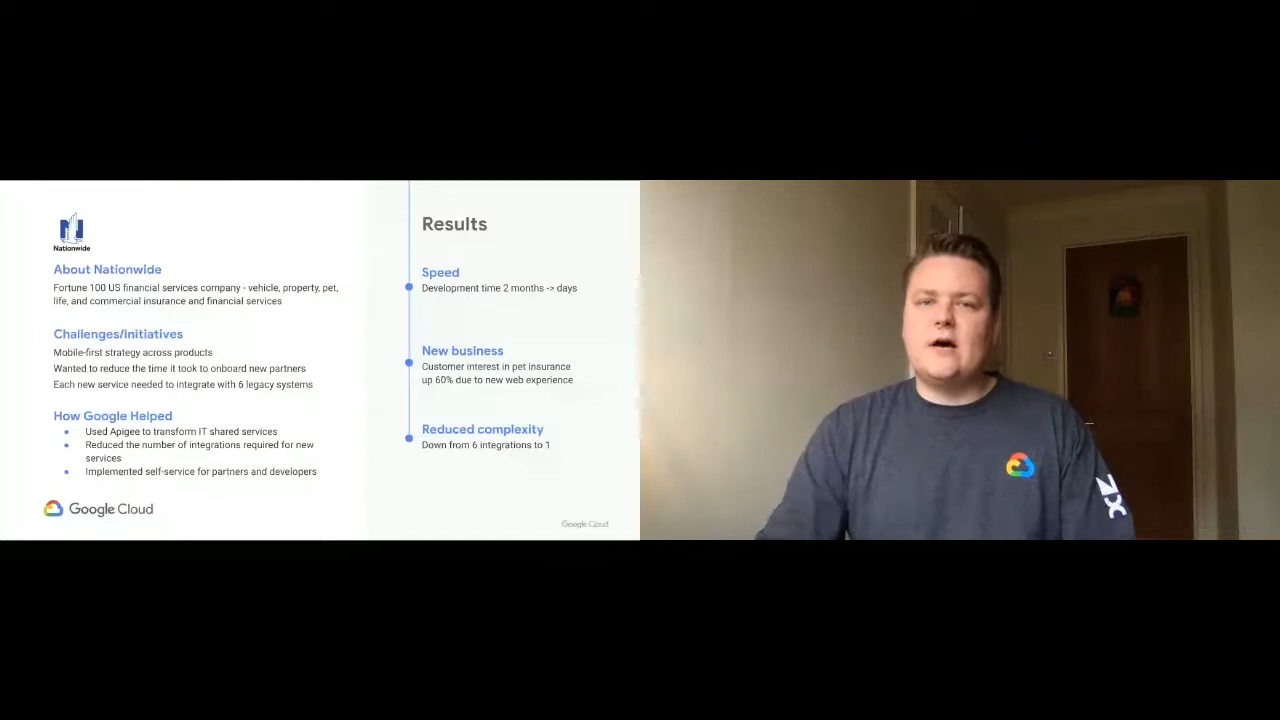 Nationwide
About Nationwide
Fortune 100 US financial services company - vehicle, property, pet,
life, and commercial insurance and financial services
Challenges/Initiatives
Mobile-first strategy across products
Wanted to reduce the time it took to onboard new partners
Each new service needed to integrate with 6 legacy systems
How Google Helped
Used Apigee to transform IT shared services
Reduced the number of integrations required for new
services
Implemented self-service for partners and developers
Google Cloud
Results
Speed
Development time 2 months -> days
New business
Customer interest in pet insurance
up 60% due to new web experience
Reduced complexity
Down from 6 integrations to 1
Google Cloud